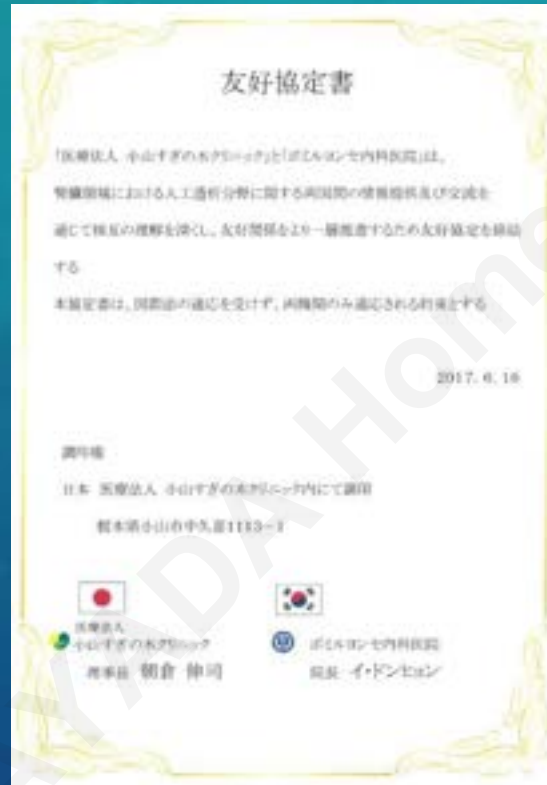 友好協定書
「医療法人 小山すぎの木クリニック」と「ボミルヨンセ内科医院」は、
腎臓領域における人工透析分野に関する両国間の情報提供及び交流を
通じて相互の理解を深くし、友好関係をより一層推進するため友好協定を締結
する
本協定書は、国際法の適応を受けず、両機関のみ適応される約束とする
2017. 6. 16
調印場
日本 医療法人 小山すぎの木クリニック内にて調印
栃木県小山市中久喜1113-1
医療法人
小山すぎの木クリニック
理事長 朝倉 伸司
ボミルヨンセ内科医院
院長 イ・ドンヒョン
AYADA Home